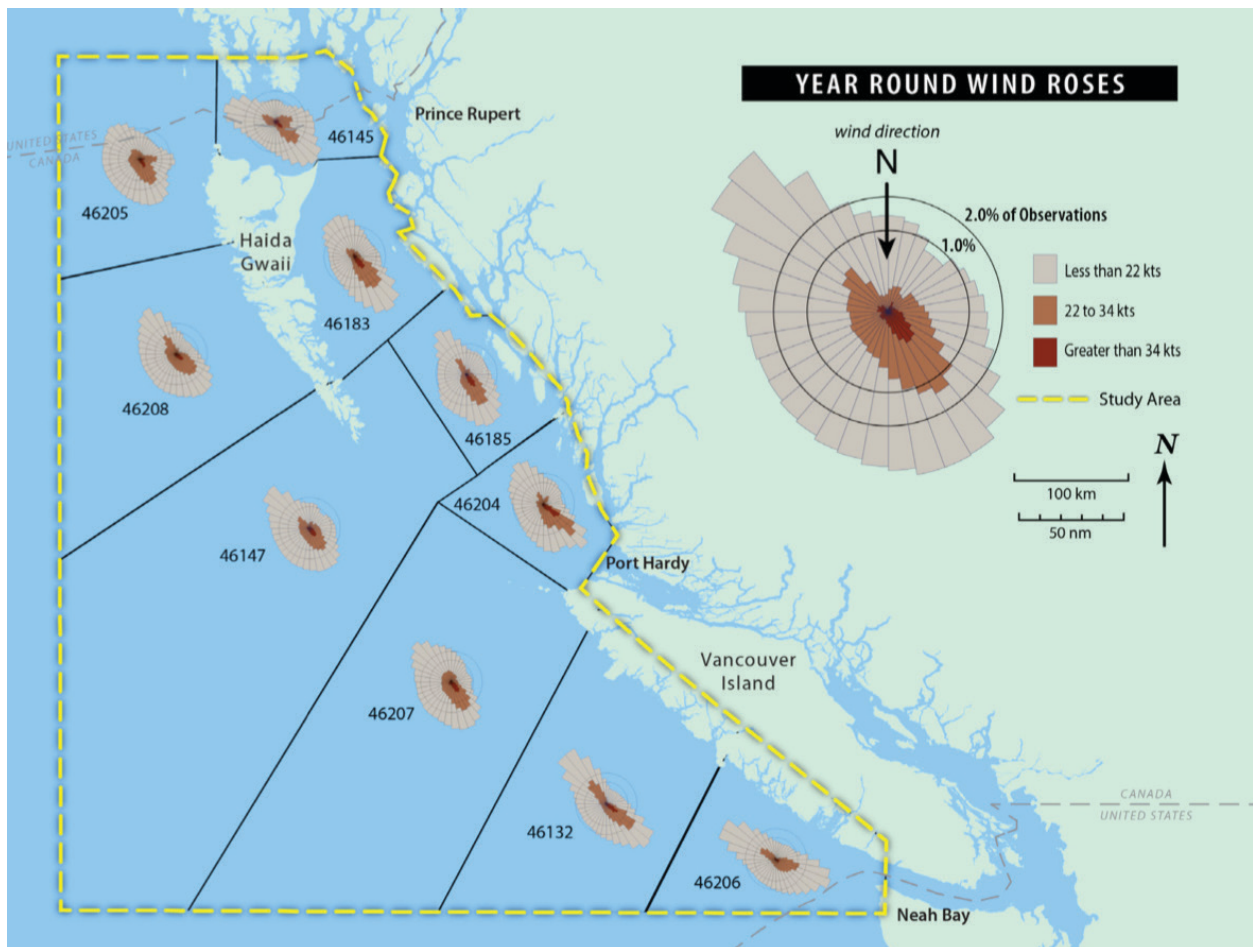 YEAR ROUND WIND ROSES
wind direction
N
2.0% of Observations
1.0%
Less than 22 kts
22 to 34 kts
Greater than 34 kts
Study Area
100 km
50 nm
N
Prince Rupert
46145
UNITED STATES
CANADA
46205
Haida
Gwaii
46183
46208
46185
46204
46147
Port Hardy
Vancouver
Island
46207
CANADA
UNITED STATES
46132
46206
Neah Bay